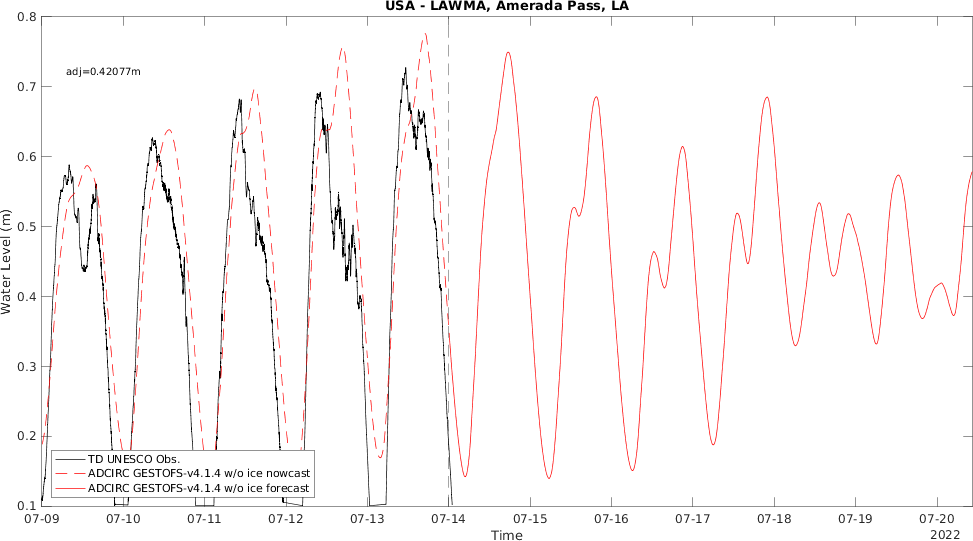 USA - LAWMA, Amerada Pass, LA
0.8
0.7
0.6
0.5
0.4
0.3
0.2
0.1
Water Level (m)
adj=0.42077m
TD UNESCO Obs.
ADCIRC GESTOFS-v4.1.4 w/o ice nowcast
ADCIRC GESTOFS-v4.1.4 w/o ice forecast
07-09 07-10 07-11 07-12 07-13 07-14 07-15 07-16 07-17 07-18 07-19 07-20
Time
2022